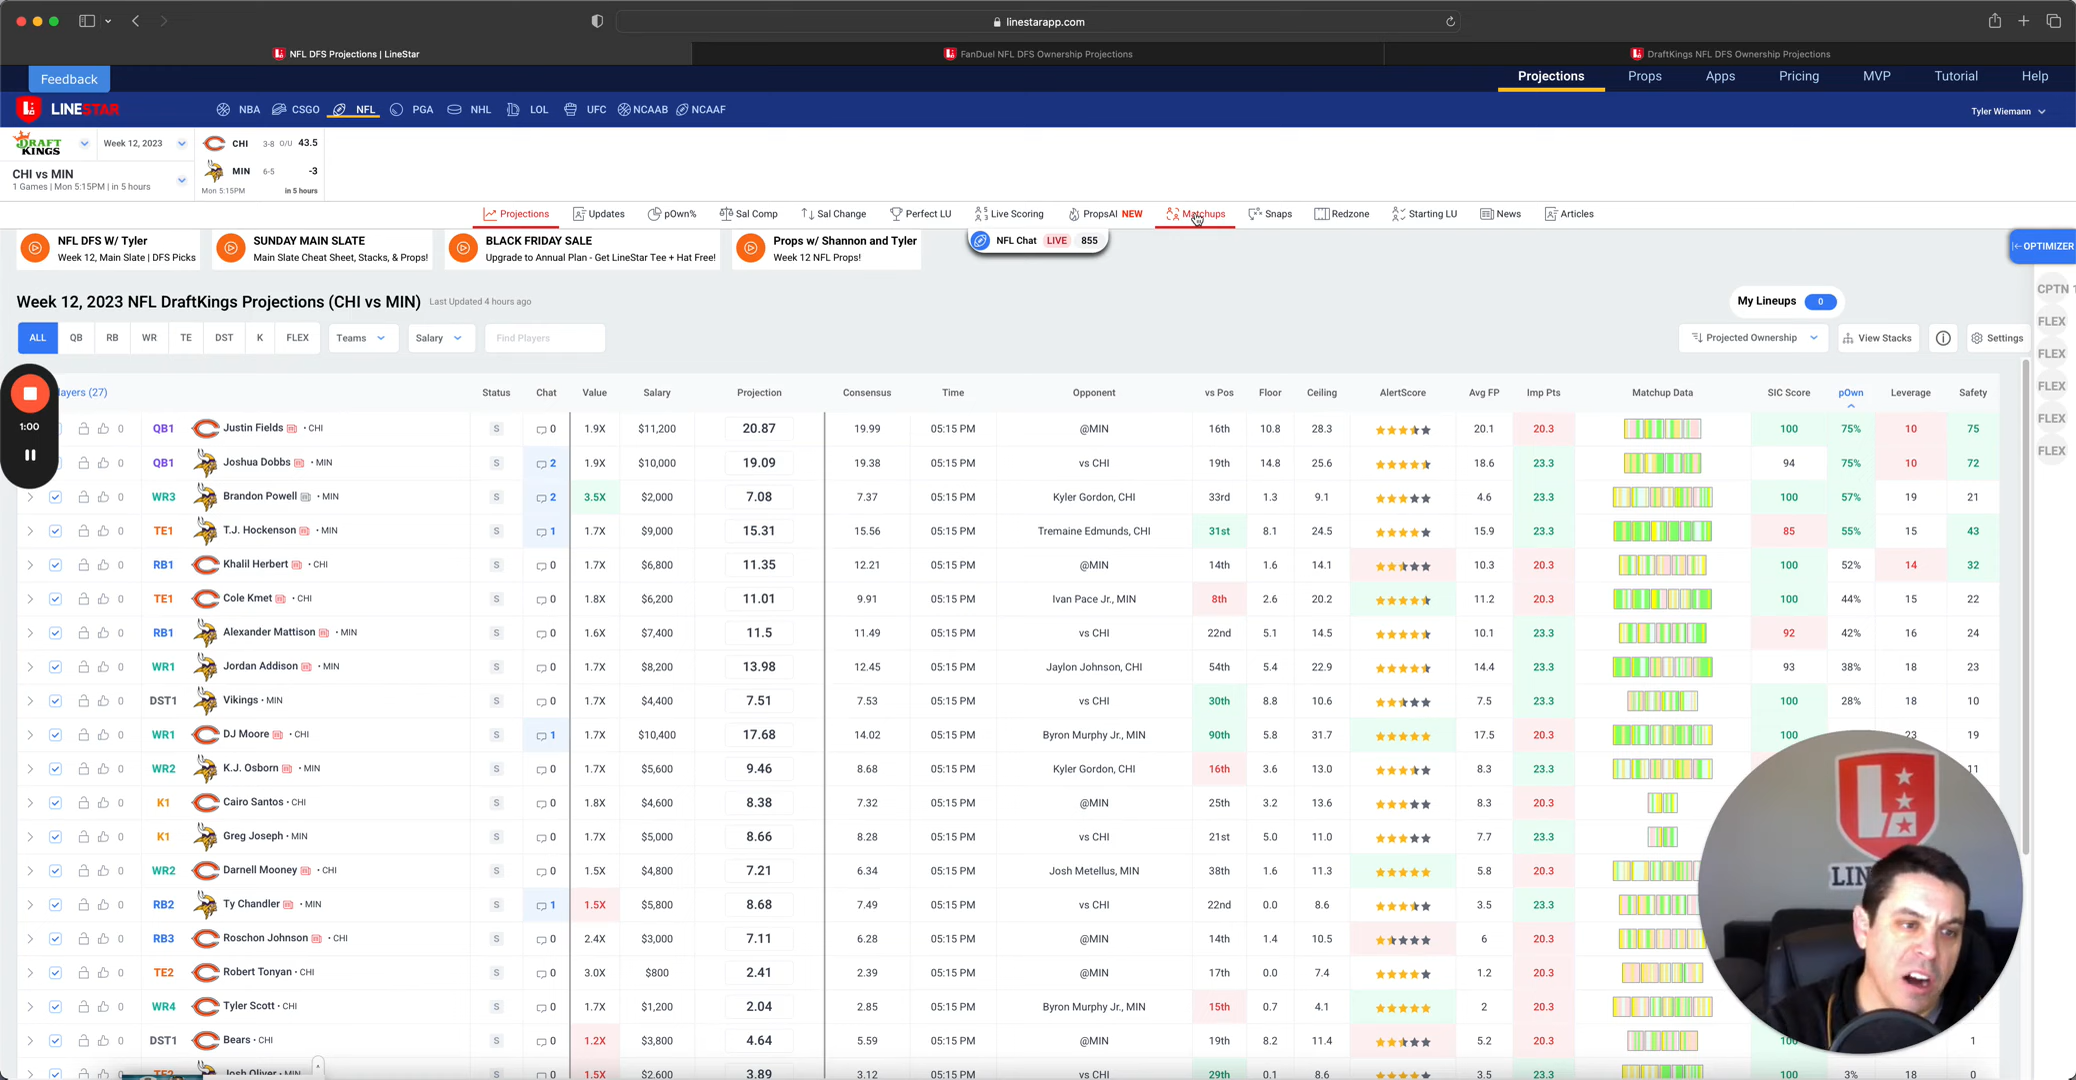 linestarapp.com
NFL DFS Projections | LineStar
FanDuel NFL DFS Ownership Projections
DraftKings NFL DFS Ownership Projections
Feedback
Projections Props Apps Pricing MVP Tutorial Help
LINESTAR
NBA CSGO NFL PGA NHL LOL UFC NCAAB NCAAF
Tyler Wiemann
DRAFT KINGS
Week 12, 2023
CHI 3-8 O/U 43.5
MIN 6-5 -3
Mon 5:15PM in 5 hours
CHI vs MIN
1 Games | Mon 5:15PM | in 5 hours
Projections Updates pOwn% Sal Comp Sal Change Perfect LU Live Scoring PropsAI NEW Matchups Snaps Redzone Starting LU News Articles
NFL DFS W/ Tyler
Week 12, Main Slate | DFS Picks
SUNDAY MAIN SLATE
Main Slate Cheat Sheet, Stacks, & Props!
BLACK FRIDAY SALE
Upgrade to Annual Plan - Get LineStar Tee + Hat Free!
Props w/ Shannon and Tyler
Week 12 NFL Props!
NFL Chat LIVE 855
OPTIMIZER
Week 12, 2023 NFL DraftKings Projections (CHI vs MIN) Last Updated 4 hours ago
My Lineups 0
ALL QB RB WR TE DST K FLEX Teams Salary Find Players
Projected Ownership View Stacks Settings
CPTN 1
FLEX
FLEX
FLEX
FLEX
FLEX
1:00
ayers (27) Status Chat Value Salary Projection Consensus Time Opponent vs Pos Floor Ceiling AlertScore Avg FP Imp Pts Matchup Data SIC Score pOwn Leverage Safety
0 QB1 Justin Fields • CHI S 0 1.9X $11,200 20.87 19.99 05:15 PM @MIN 16th 10.8 28.3 20.1 20.3 100 75% 10 75
0 QB1 Joshua Dobbs • MIN S 2 1.9X $10,000 19.09 19.38 05:15 PM vs CHI 19th 14.8 25.6 18.6 23.3 94 75% 10 72
0 WR3 Brandon Powell • MIN S 2 3.5X $2,000 7.08 7.37 05:15 PM Kyler Gordon, CHI 33rd 1.3 9.1 4.6 23.3 100 57% 19 21
0 TE1 T.J. Hockenson • MIN S 1 1.7X $9,000 15.31 15.56 05:15 PM Tremaine Edmunds, CHI 31st 8.1 24.5 15.9 23.3 85 55% 15 43
0 RB1 Khalil Herbert • CHI S 0 1.7X $6,800 11.35 12.21 05:15 PM @MIN 14th 1.6 14.1 10.3 20.3 100 52% 14 32
0 TE1 Cole Kmet • CHI S 0 1.8X $6,200 11.01 9.91 05:15 PM Ivan Pace Jr., MIN 8th 2.6 20.2 11.2 20.3 100 44% 15 22
0 RB1 Alexander Mattison • MIN S 0 1.6X $7,400 11.5 11.49 05:15 PM vs CHI 22nd 5.1 14.5 10.1 23.3 92 42% 16 24
0 WR1 Jordan Addison • MIN S 0 1.7X $8,200 13.98 12.45 05:15 PM Jaylon Johnson, CHI 54th 5.4 22.9 14.4 23.3 93 38% 18 23
0 DST1 Vikings • MIN S 0 1.7X $4,400 7.51 7.53 05:15 PM vs CHI 30th 8.8 10.6 7.5 23.3 100 28% 18 10
0 WR1 DJ Moore • CHI S 1 1.7X $10,400 17.68 14.02 05:15 PM Byron Murphy Jr., MIN 90th 5.8 31.7 17.5 20.3 100 23 19
0 WR2 K.J. Osborn • MIN S 0 1.7X $5,600 9.46 8.68 05:15 PM Kyler Gordon, CHI 16th 3.6 13.0 8.3 23.3 11
0 K1 Cairo Santos • CHI S 0 1.8X $4,600 8.38 7.32 05:15 PM @MIN 25th 3.2 13.6 8.3 20.3
0 K1 Greg Joseph • MIN S 0 1.7X $5,000 8.66 8.28 05:15 PM vs CHI 21st 5.0 11.0 7.7 23.3
0 WR2 Darnell Mooney • CHI S 0 1.5X $4,800 7.21 6.34 05:15 PM Josh Metellus, MIN 38th 1.6 11.3 5.8 20.3
0 RB2 Ty Chandler • MIN S 1 1.5X $5,800 8.68 7.49 05:15 PM vs CHI 22nd 0.0 8.6 3.5 23.3
0 RB3 Roschon Johnson • CHI S 0 2.4X $3,000 7.11 6.28 05:15 PM @MIN 14th 1.4 10.5 6 20.3
0 TE2 Robert Tonyan • CHI S 0 3.0X $800 2.41 2.39 05:15 PM @MIN 17th 0.0 7.4 1.2 20.3
0 WR4 Tyler Scott • CHI S 0 1.7X $1,200 2.04 2.85 05:15 PM Byron Murphy Jr., MIN 15th 0.7 4.1 2 20.3
0 DST1 Bears • CHI S 0 1.2X $3,800 4.64 5.59 05:15 PM @MIN 19th 8.2 11.4 5.2 20.3 100 1
0 TE2 Josh Oliver • MIN S 0 1.5X $2,600 3.89 3.12 05:15 PM vs CHI 29th 0.1 8.6 3.5 23.3 100 3% 18 0
LIN